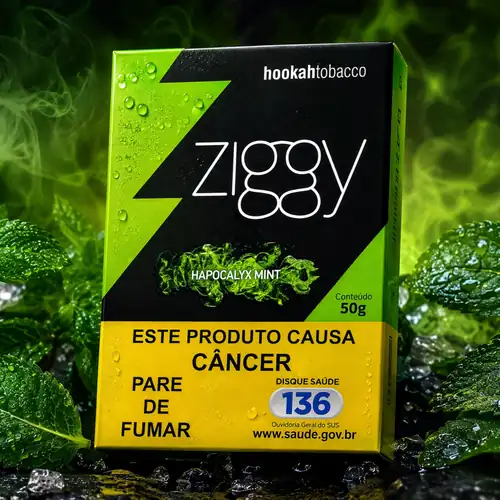 hookahtobacco
ziggy
HAPOCALYX MINT
Conteúdo
50g
ESTE PRODUTO CAUSA
CÂNCER
PARE
DE
FUMAR
DISQUE SAÚDE
136
Ouvidoria Geral do SUS
www.saude.gov.br